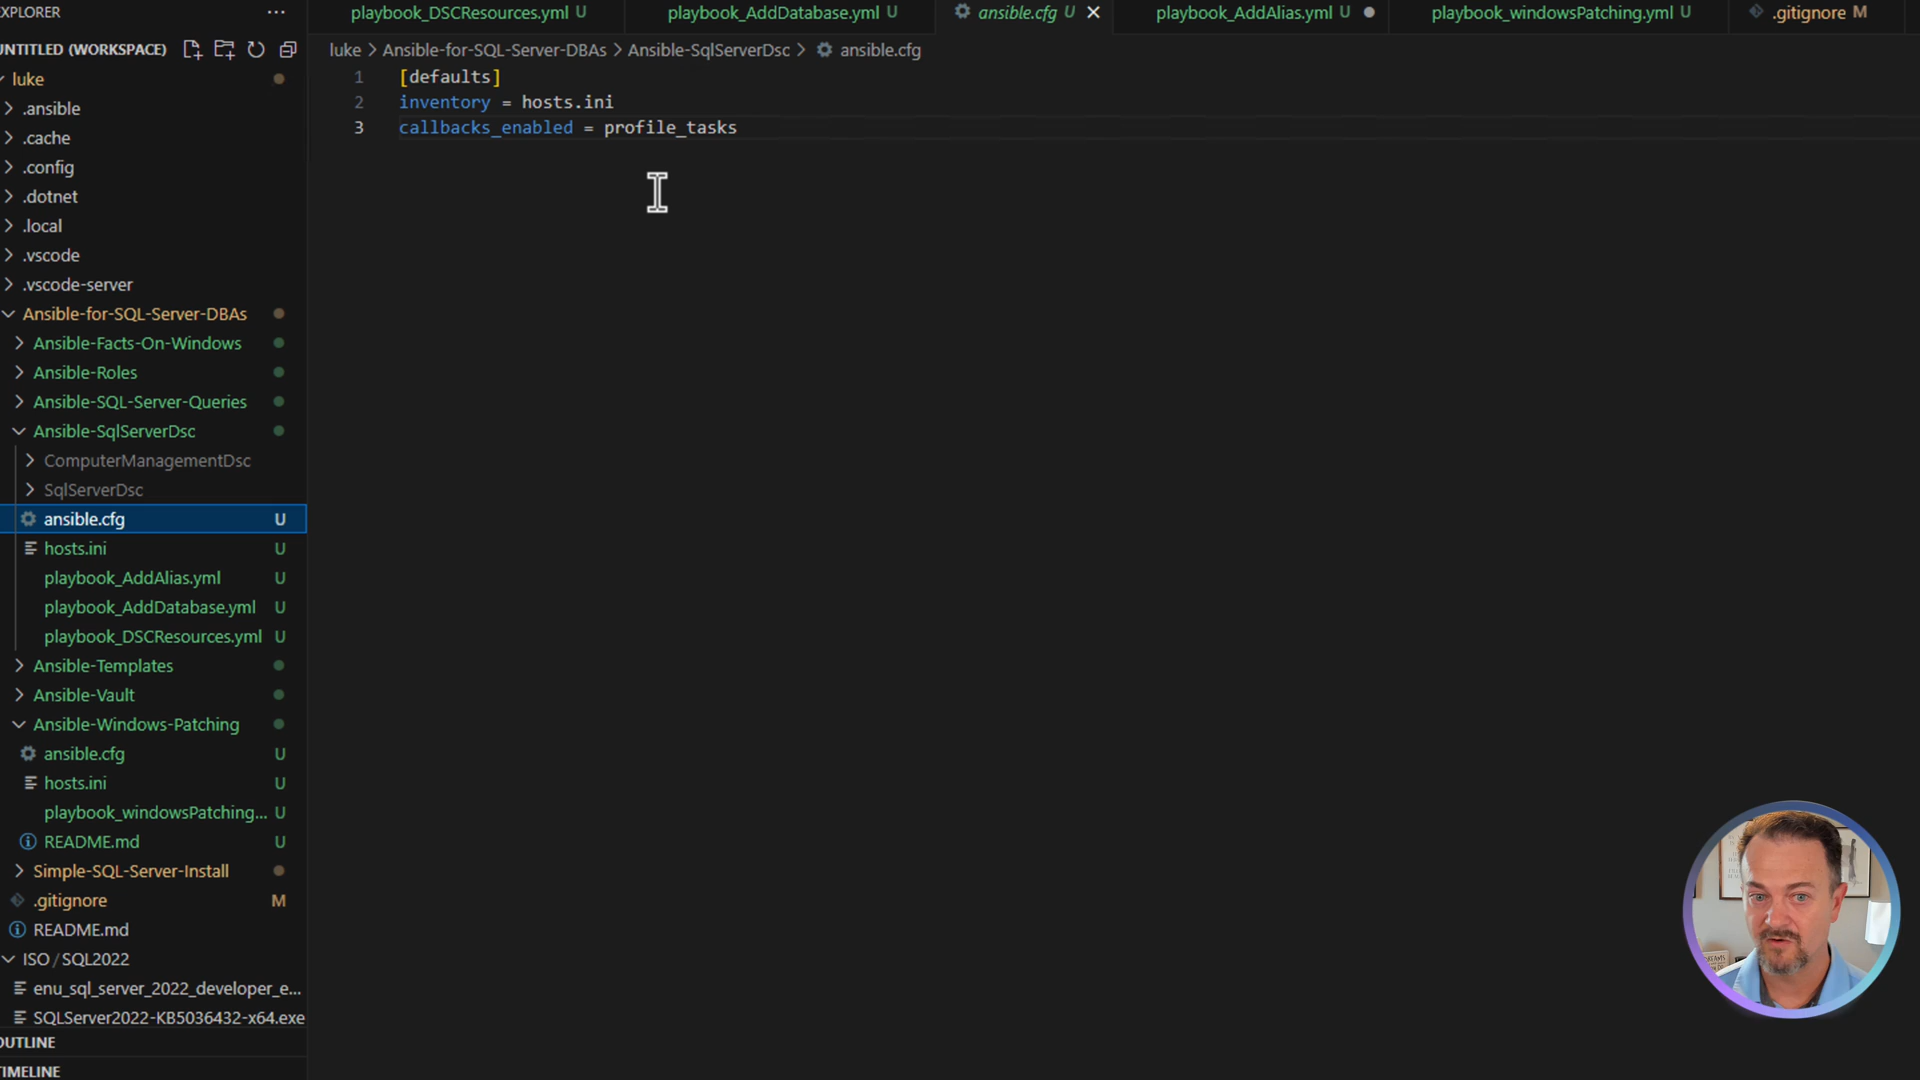 EXPLORER
playbook_DSCResources.yml U
playbook_AddDatabase.yml U
ansible.cfg U
playbook_AddAlias.yml U
playbook_windowsPatching.yml U
.gitignore M
UNTITLED (WORKSPACE)
luke > Ansible-for-SQL-Server-DBAs > Ansible-SqlServerDsc > ansible.cfg
1 [defaults]
2 inventory = hosts.ini
3 callbacks_enabled = profile_tasks
luke
.ansible
.cache
.config
.dotnet
.local
.vscode
.vscode-server
Ansible-for-SQL-Server-DBAs
Ansible-Facts-On-Windows
Ansible-Roles
Ansible-SQL-Server-Queries
Ansible-SqlServerDsc
ComputerManagementDsc
SqlServerDsc
ansible.cfg U
hosts.ini U
playbook_AddAlias.yml U
playbook_AddDatabase.yml U
playbook_DSCResources.yml U
Ansible-Templates
Ansible-Vault
Ansible-Windows-Patching
ansible.cfg U
hosts.ini U
playbook_windowsPatching... U
README.md U
Simple-SQL-Server-Install
.gitignore M
README.md
ISO / SQL2022
enu_sql_server_2022_developer_e...
SQLServer2022-KB5036432-x64.exe
OUTLINE
TIMELINE